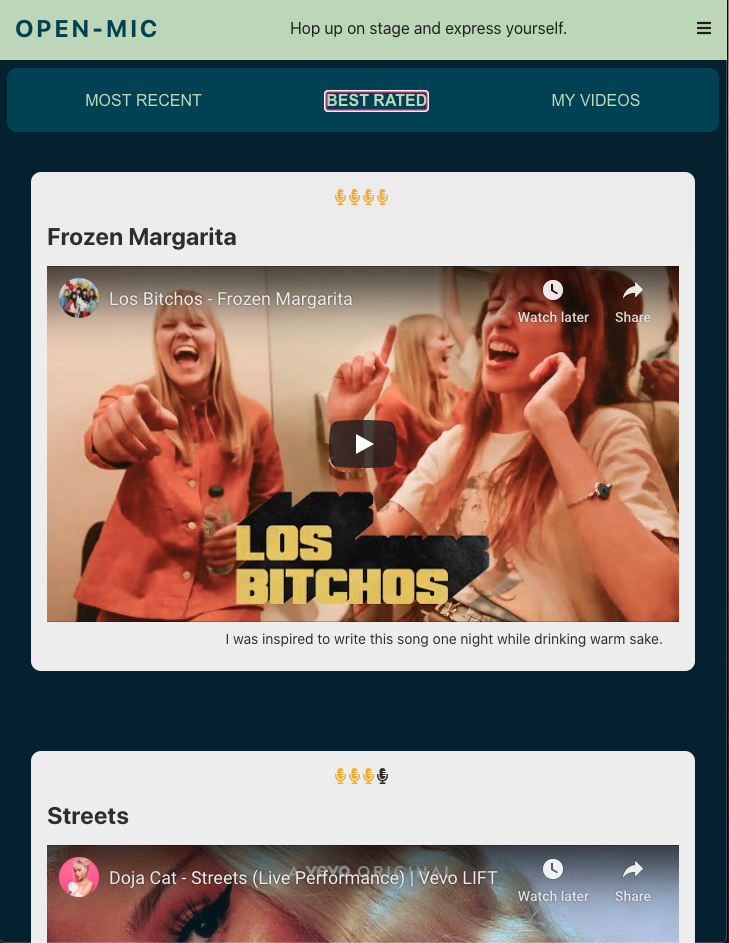 OPEN-MIC
Hop up on stage and express yourself.
MOST RECENT
BEST RATED
MY VIDEOS
Frozen Margarita
Los Bitchos - Frozen Margarita
Watch later
Share
LOS
BITCHOS
I was inspired to write this song one night while drinking warm sake.
Streets
Doja Cat - Streets (Live Performance) | Vevo LIFT
A vevo ORIGINAL
Watch later
Share